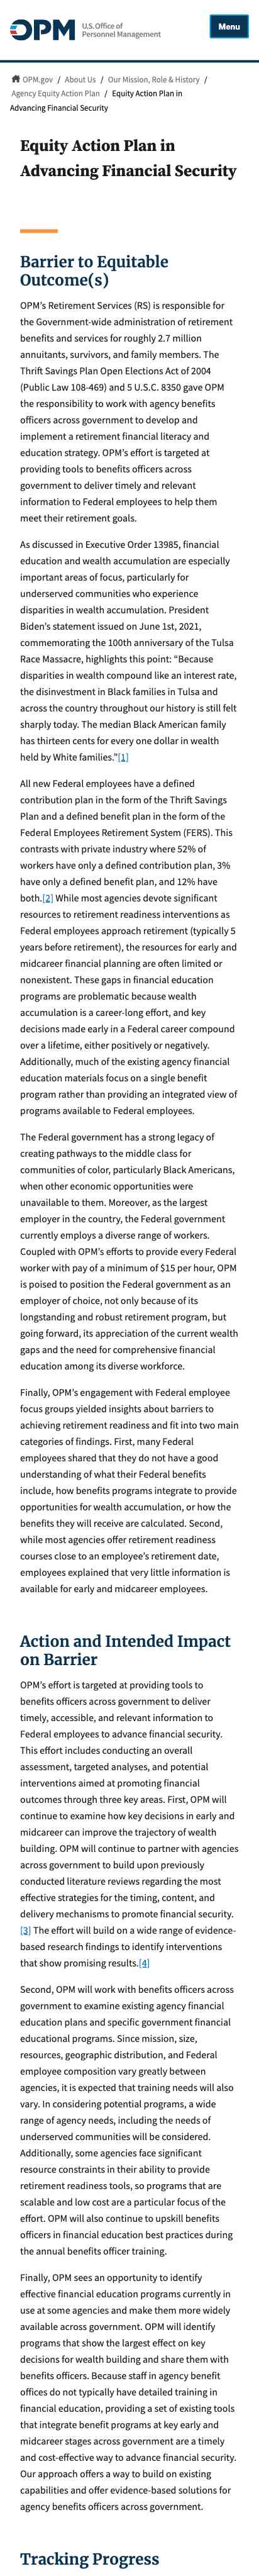 OPM
U.S. Office of
Personnel Management
Menu
OPM.gov / About Us / Our Mission, Role & History /
Agency Equity Action Plan / Equity Action Plan in
Advancing Financial Security
Equity Action Plan in
Advancing Financial Security
Barrier to Equitable
Outcome(s)
OPM's Retirement Services (RS) is responsible for
the Government-wide administration of retirement
benefits and services for roughly 2.7 million
annuitants, survivors, and family members. The
Thrift Savings Plan Open Elections Act of 2004
(Public Law 108-469) and 5 U.S.C. 8350 gave OPM
the responsibility to work with agency benefits
officers across government to develop and
implement a retirement financial literacy and
education strategy. OPM's effort is targeted at
providing tools to benefits officers across
government to deliver timely and relevant
information to Federal employees to help them
meet their retirement goals.
As discussed in Executive Order 13985, financial
education and wealth accumulation are especially
important areas of focus, particularly for
underserved communities who experience
disparities in wealth accumulation. President
Biden's statement issued on June 1st, 2021,
commemorating the 100th anniversary of the Tulsa
Race Massacre, highlights this point: “Because
disparities in wealth compound like an interest rate,
the disinvestment in Black families in Tulsa and
across the country throughout our history is still felt
sharply today. The median Black American family
has thirteen cents for every one dollar in wealth
held by White families.”[1]
All new Federal employees have a defined
contribution plan in the form of the Thrift Savings
Plan and a defined benefit plan in the form of the
Federal Employees Retirement System (FERS). This
contrasts with private industry where 52% of
workers have only a defined contribution plan, 3%
have only a defined benefit plan, and 12% have
both.[2] While most agencies devote significant
resources to retirement readiness interventions as
Federal employees approach retirement (typically 5
years before retirement), the resources for early and
midcareer financial planning are often limited or
nonexistent. These gaps in financial education
programs are problematic because wealth
accumulation is a career-long effort, and key
decisions made early in a Federal career compound
over a lifetime, either positively or negatively.
Additionally, much of the existing agency financial
education materials focus on a single benefit
program rather than providing an integrated view of
programs available to Federal employees.
The Federal government has a strong legacy of
creating pathways to the middle class for
communities of color, particularly Black Americans,
when other economic opportunities were
unavailable to them. Moreover, as the largest
employer in the country, the Federal government
currently employs a diverse range of workers.
Coupled with OPM's efforts to provide every Federal
worker with pay of a minimum of $15 per hour, OPM
is poised to position the Federal government as an
employer of choice, not only because of its
longstanding and robust retirement program, but
going forward, its appreciation of the current wealth
gaps and the need for comprehensive financial
education among its diverse workforce.
Finally, OPM's engagement with Federal employee
focus groups yielded insights about barriers to
achieving retirement readiness and fit into two main
categories of findings. First, many Federal
employees shared that they do not have a good
understanding of what their Federal benefits
include, how benefits programs integrate to provide
opportunities for wealth accumulation, or how the
benefits they will receive are calculated. Second,
while most agencies offer retirement readiness
courses close to an employee's retirement date,
employees explained that very little information is
available for early and midcareer employees.
Action and Intended Impact
on Barrier
OPM's effort is targeted at providing tools to
benefits officers across government to deliver
timely, accessible, and relevant information to
Federal employees to advance financial security.
This effort includes conducting an overall
assessment, targeted analyses, and potential
interventions aimed at promoting financial
outcomes through three key areas. First, OPM will
continue to examine how key decisions in early and
midcareer can improve the trajectory of wealth
building. OPM will continue to partner with agencies
across government to build upon previously
conducted literature reviews regarding the most
effective strategies for the timing, content, and
delivery mechanisms to promote financial security.
[3] The effort will build on a wide range of evidence-
based research findings to identify interventions
that show promising results.[4]
Second, OPM will work with benefits officers across
government to examine existing agency financial
education plans and specific government financial
educational programs. Since mission, size,
resources, geographic distribution, and Federal
employee composition vary greatly between
agencies, it is expected that training needs will also
vary. In considering potential programs, a wide
range of agency needs, including the needs of
underserved communities will be considered.
Additionally, some agencies face significant
resource constraints in their ability to provide
retirement readiness tools, so programs that are
scalable and low cost are a particular focus of the
effort. OPM will also continue to upskill benefits
officers in financial education best practices during
the annual benefits officer training.
Finally, OPM sees an opportunity to identify
effective financial education programs currently in
use at some agencies and make them more widely
available across government. OPM will identify
programs that show the largest effect on key
decisions for wealth building and share them with
benefits officers. Because staff in agency benefit
offices do not typically have detailed training in
financial education, providing a set of existing tools
that integrate benefit programs at key early and
midcareer stages across government are a timely
and cost-effective way to advance financial security.
Our approach offers a way to build on existing
capabilities and offer evidence-based solutions for
agency benefits officers across government.
Tracking Progress